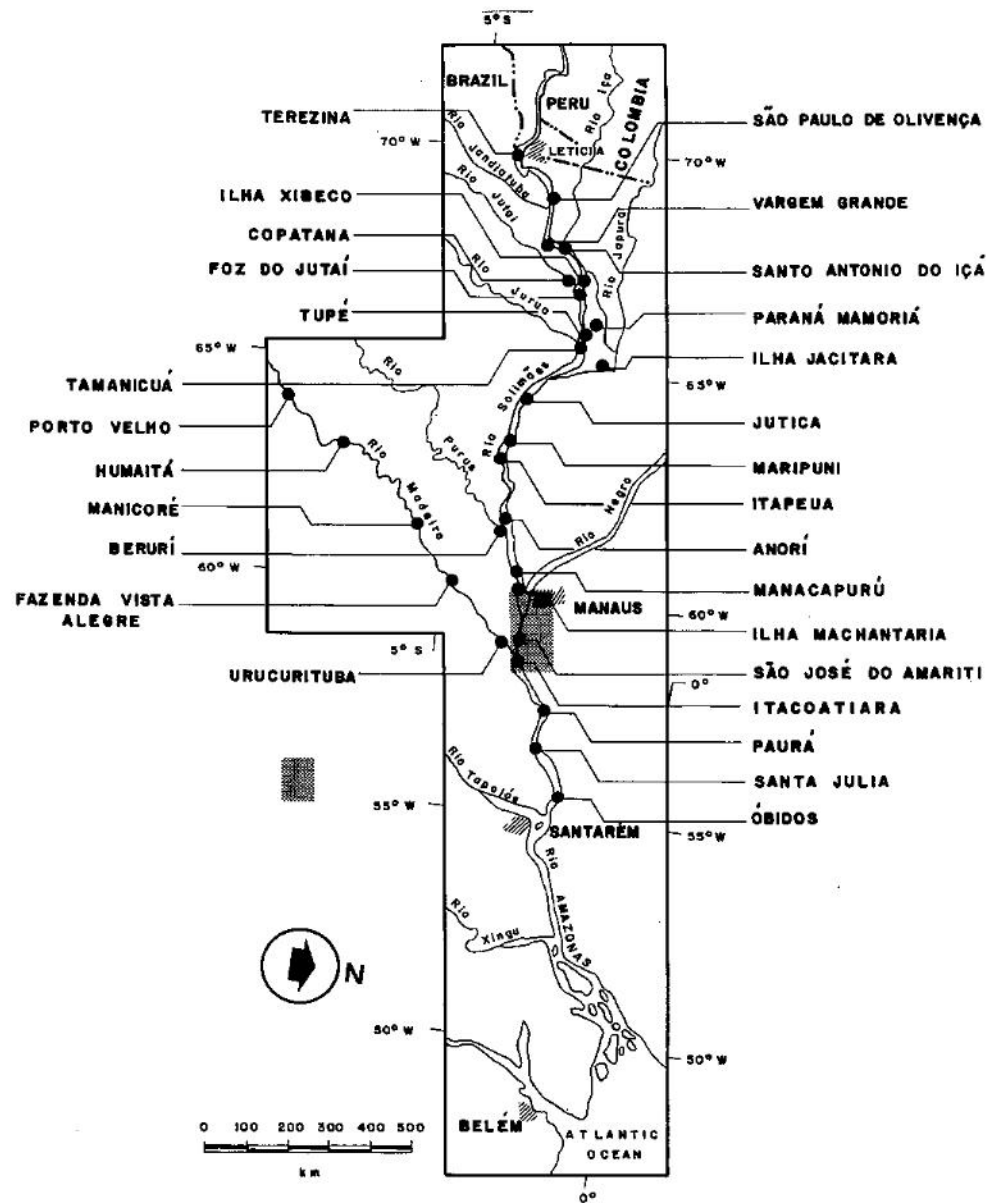 5° S
BRAZIL
PERU
COLOMBIA
Rio Içá
TEREZINA
SÃO PAULO DE OLIVENÇA
70° W
70° W
LETICIA
Rio Jandiatuba
Rio Jutaí
ILHA XIBECO
VARGEM GRANDE
COPATANA
Rio Japurá
FOZ DO JUTAÍ
SANTO ANTONIO DO IÇÁ
Rio Jurua
TUPÉ
PARANÁ MAMORIÁ
65° W
ILHA JACITARA
Rio
TAMANICUÁ
65° W
Rio Solimões
PORTO VELHO
JUTICA
HUMAITÁ
Purus
MARIPUNI
Rio Madeira
ITAPEUA
MANICORÉ
Rio Negro
BERURÍ
ANORÍ
60° W
MANACAPURÚ
FAZENDA VISTA
ALEGRE
MANAUS
60° W
ILHA MACHANTARIA
5° S
URUCURITUBA
SÃO JOSÉ DO AMARITI
0°
ITACOATIARA
PAURÁ
Rio Tapajós
SANTA JULIA
55° W
ÓBIDOS
SANTARÉM
55° W
Rio
AMAZONAS
Rio
Xingu
N
50° W
50° W
BELÉM
0 100 200 300 400 500
km
ATLANTIC
OCEAN
0°